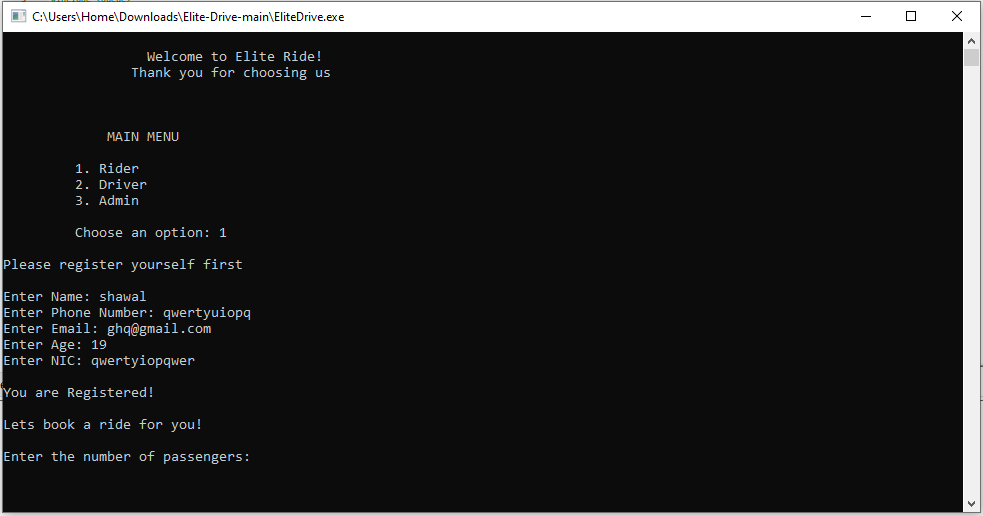 C:\Users\Home\Downloads\Elite-Drive-main\EliteDrive.exe
Welcome to Elite Ride!
Thank you for choosing us
MAIN MENU
1. Rider
2. Driver
3. Admin
Choose an option: 1
Please register yourself first
Enter Name: shawal
Enter Phone Number: qwertyuiopq
Enter Email: ghq@gmail.com
Enter Age: 19
Enter NIC: qwertyiopqwer
You are Registered!
Lets book a ride for you!
Enter the number of passengers: